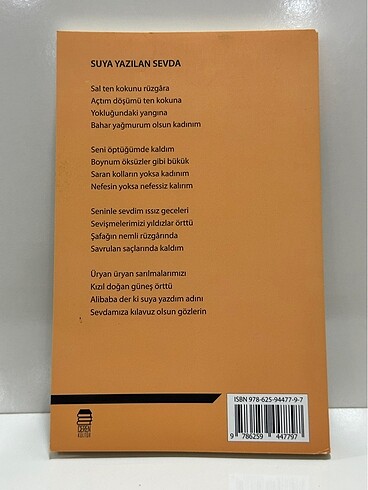 SUYA YAZILAN SEVDA
Sal ten kokunu rüzgâra
Açtım döşümü ten kokuna
Yokluğundaki yangına
Bahar yağmurum olsun kadınım
Seni öptüğümde kaldım
Boynum öksüzler gibi bükük
Saran kolların yoksa kadınım
Nefesin yoksa nefessiz kalırım
Seninle sevdim ıssız geceleri
Sevişmelerimizi yıldızlar örttü
Şafağın nemli rüzgârında
Savrulan saçlarında kaldım
Üryan üryan sarılmalarımızı
Kızıl doğan güneş örttü
Alibaba der ki suya yazdım adını
Sevdamıza kılavuz olsun gözlerin
ISBN 978-625-94477-9-7
9 786259 447797
CEREN
KÜLTÜR